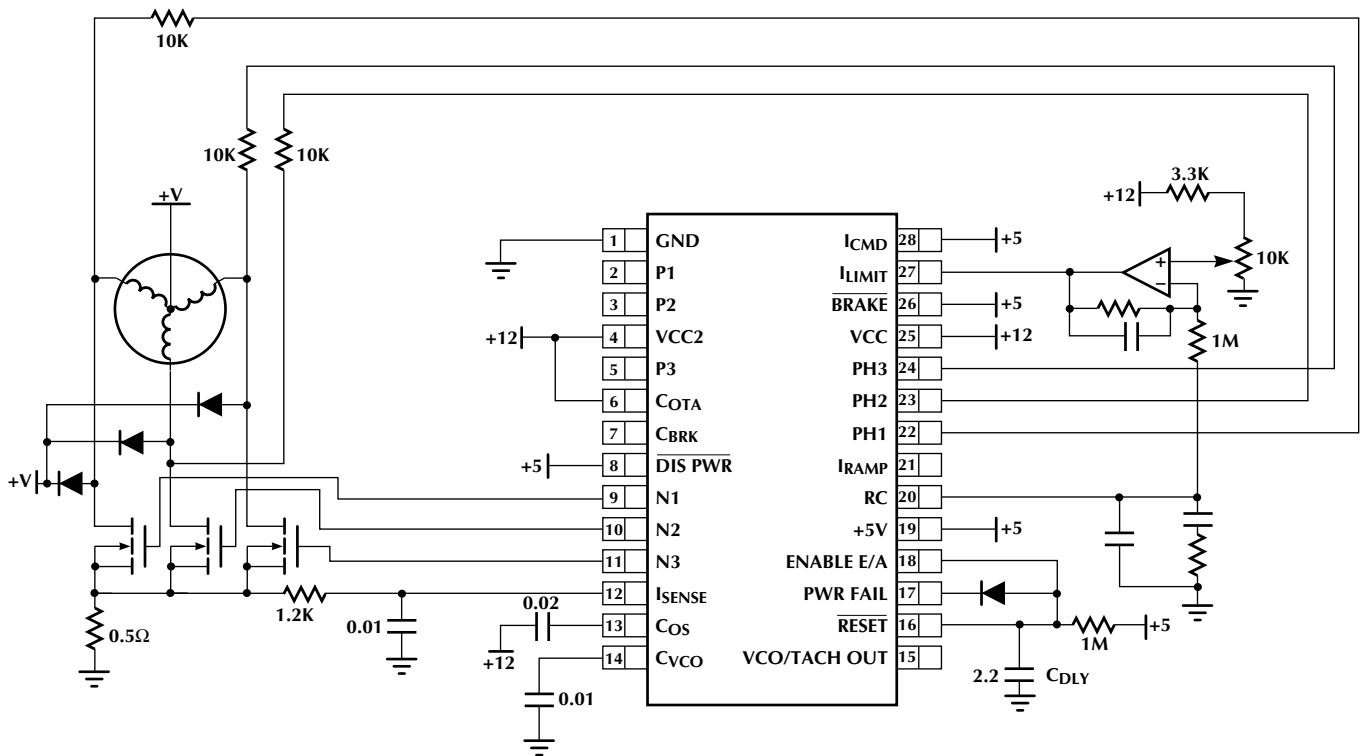 10K
10K
10K
+V
3.3K
+12
10K
1 GND
2 P1
3 P2
+12 4 VCC2
5 P3
6 COTA
7 CBRK
+5 8 DIS PWR
+V
9 N1
10 N2
11 N3
12 ISENSE
13 COS
14 CVCO
ICMD 28 +5
ILIMIT 27
BRAKE 26 +5
VCC 25 +12
PH3 24
PH2 23
PH1 22
IRAMP 21
RC 20
+5V 19 +5
ENABLE E/A 18
PWR FAIL 17
RESET 16
VCO/TACH OUT 15
+
–
1M
1.2K
0.5Ω
0.01
0.02
+12
0.01
1M
+5
2.2
CDLY